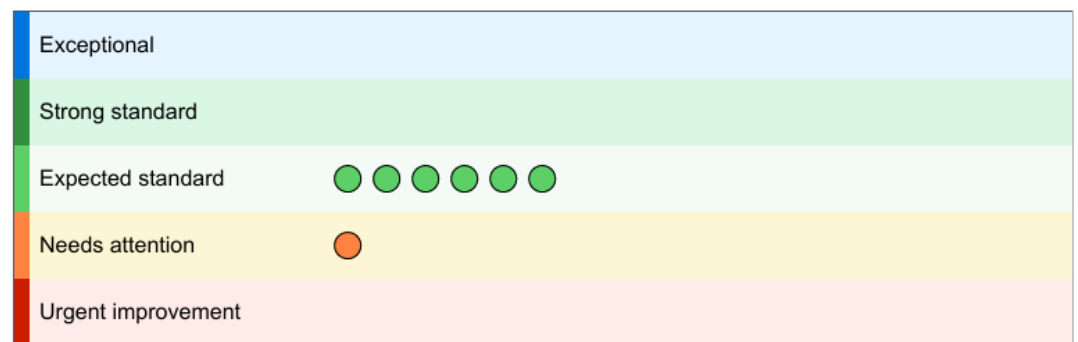 Exceptional
Strong standard
Expected standard
Needs attention
Urgent improvement